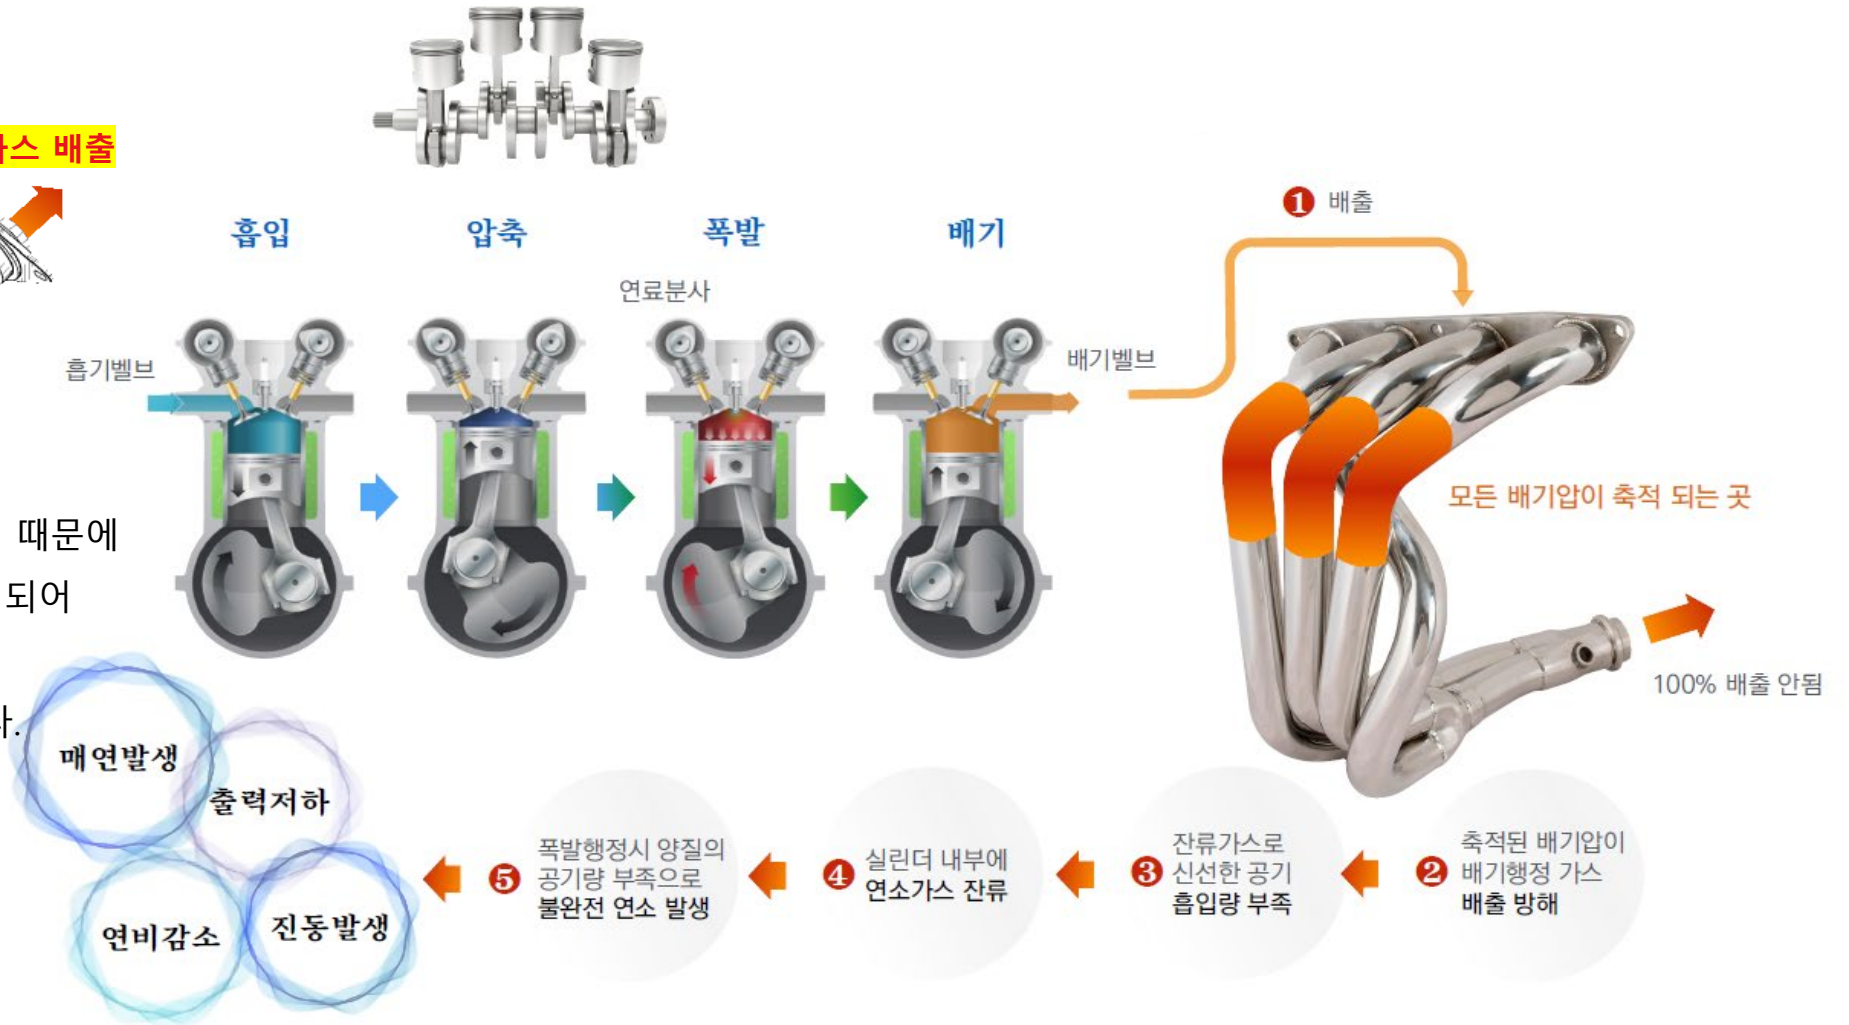 가스 배출
흡입
압축
폭발
배기
연료분사
흡기벨브
배기벨브
❶ 배출
모든 배기압이 축적 되는 곳
100% 배출 안됨
때문에
되어
다.
❷ 축적된 배기압이
배기행정 가스
배출 방해
❸ 잔류가스로
신선한 공기
흡입량 부족
❹ 실린더 내부에
연소가스 잔류
❺ 폭발행정시 양질의
공기량 부족으로
불완전 연소 발생
매연발생
출력저하
연비감소
진동발생